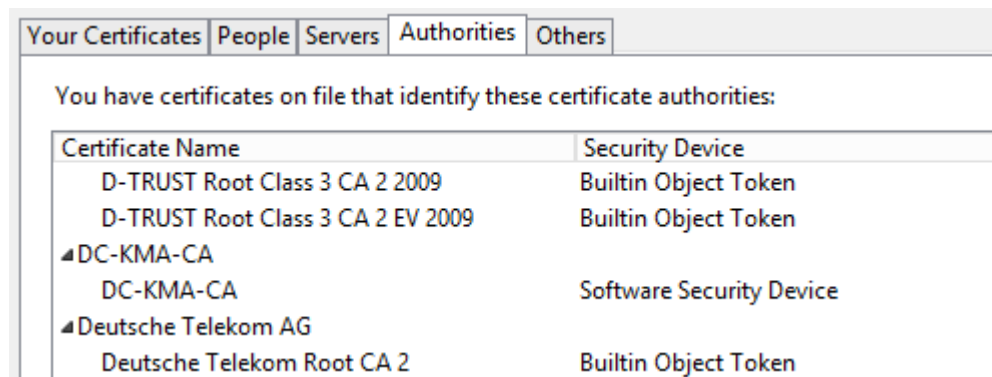 Your Certificates People Servers Authorities Others
You have certificates on file that identify these certificate authorities:
Certificate Name Security Device
D-TRUST Root Class 3 CA 2 2009 Builtin Object Token
D-TRUST Root Class 3 CA 2 EV 2009 Builtin Object Token
DC-KMA-CA
DC-KMA-CA Software Security Device
Deutsche Telekom AG
Deutsche Telekom Root CA 2 Builtin Object Token